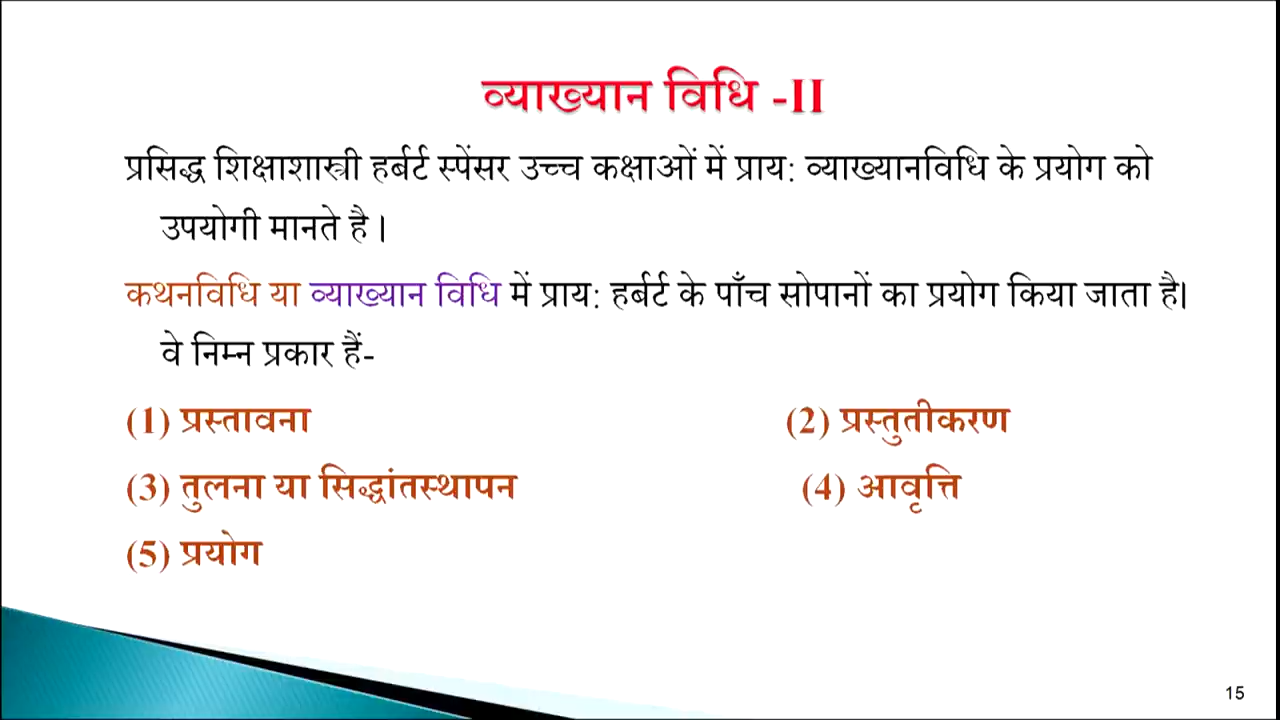 व्याख्यान विधि -II
प्रसिद्ध शिक्षाशास्त्री हर्बर्ट स्पेंसर उच्च कक्षाओं में प्राय: व्याख्यानविधि के प्रयोग को
उपयोगी मानते है ।
कथनविधि या व्याख्यान विधि में प्राय: हर्बर्ट के पाँच सोपानों का प्रयोग किया जाता है।
वे निम्न प्रकार हैं-
(1) प्रस्तावना (2) प्रस्तुतीकरण
(3) तुलना या सिद्धांतस्थापन (4) आवृत्ति
(5) प्रयोग
15